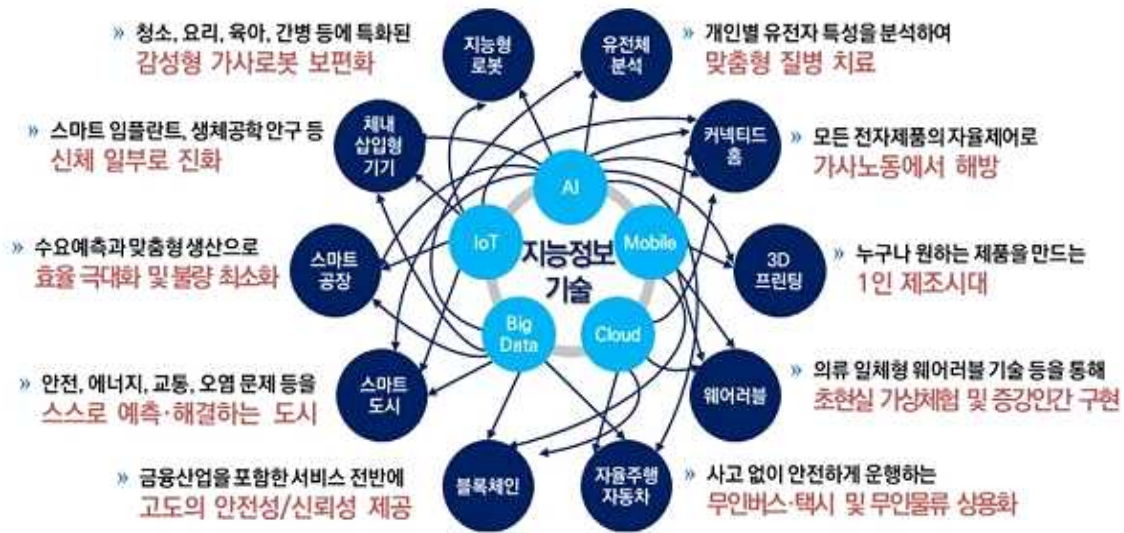 » 청소, 요리, 육아, 간병 등에 특화된
감성형 가사로봇 보편화
지능형
로봇
유전체
분석
» 개인별 유전자 특성을 분석하여
맞춤형 질병 치료
» 스마트 임플란트, 생체공학 안구 등
신체 일부로 진화
체내
삽입형
기기
커넥티드
홈
» 모든 전자제품의 자율제어로
가사노동에서 해방
AI
IoT
지능정보
기술
Mobile
» 수요예측과 맞춤형 생산으로
효율 극대화 및 불량 최소화
스마트
공장
3D
프린팅
» 누구나 원하는 제품을 만드는
1인 제조시대
Big
Data
Cloud
» 안전, 에너지, 교통, 오염 문제 등을
스스로 예측·해결하는 도시
스마트
도시
웨어러블
» 의류 일체형 웨어러블 기술 등을 통해
초현실 가상체험 및 증강인간 구현
» 금융산업을 포함한 서비스 전반에
고도의 안전성/신뢰성 제공
블록체인
자율주행
자동차
» 사고 없이 안전하게 운행하는
무인버스·택시 및 무인물류 상용화